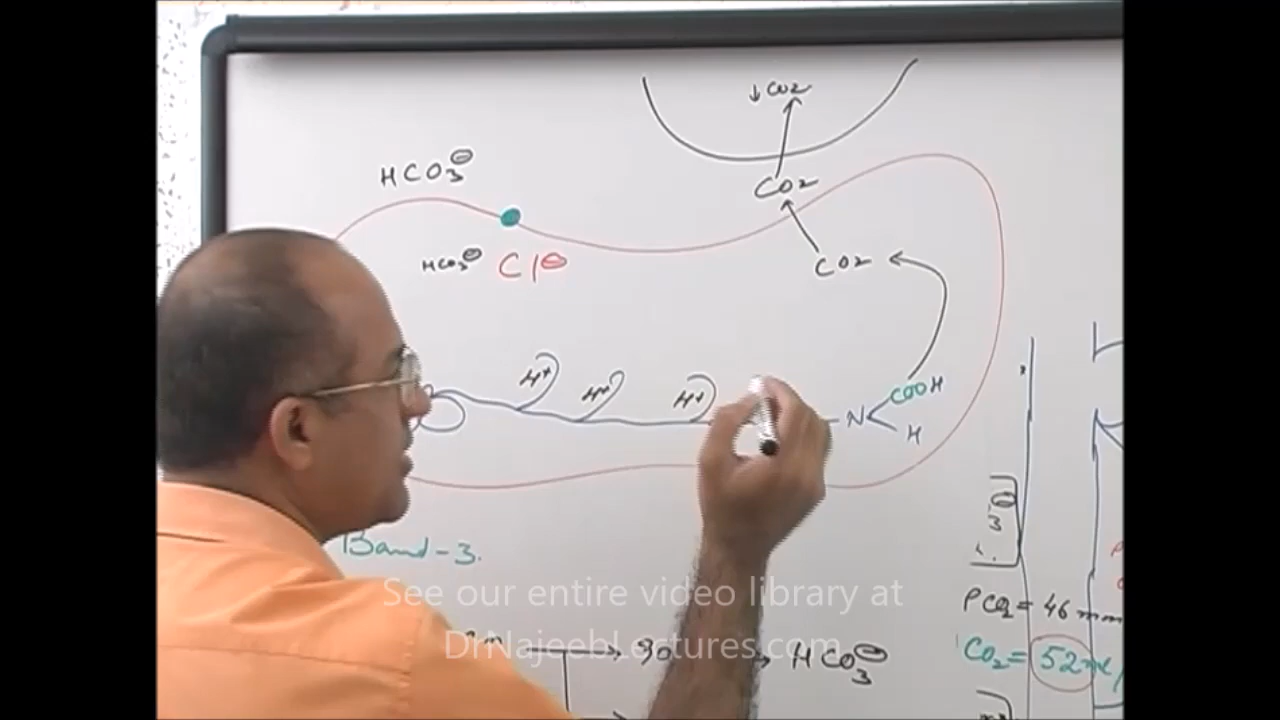 ↓CO2
HCO3⊖
CO2
HCO3⊖ Cl⊖
CO2
H+ H+ H+
N COOH
H
Band-3.
See our entire video library at
DrNajeebLectures.com
→ 90 → HCO3⊖
PCO2 = 46 mm
CO2 = 52 ml/